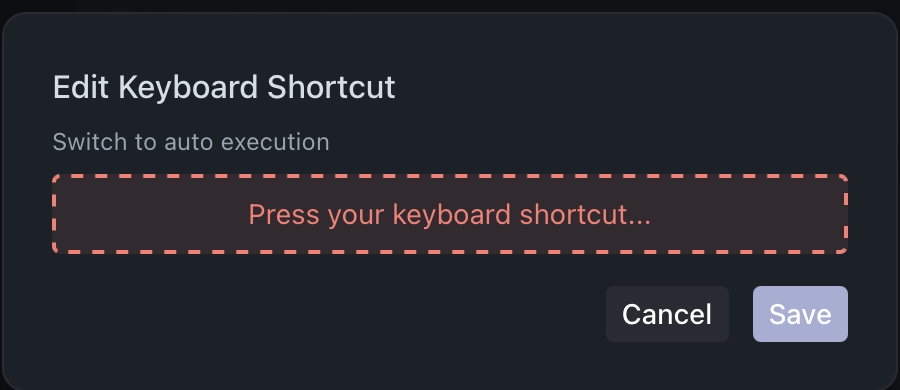 Edit Keyboard Shortcut
Switch to auto execution
Press your keyboard shortcut...
Cancel
Save